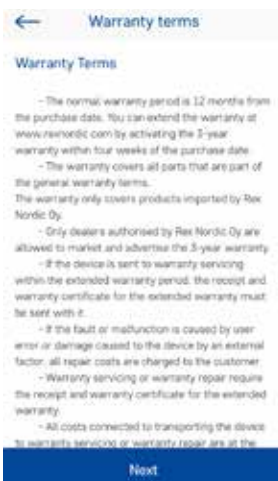 Warranty terms
Warranty Terms
- The normal warranty period is 12 months from
the purchase date. You can extend the warranty at
www.rexnordic.com by activating the 3-year
warranty within four weeks of the purchase date.
- The warranty covers all parts that are part of
the general warranty terms.
The warranty only covers products imported by Rex
Nordic Oy.
- Only dealers authorised by Rex Nordic Oy are
allowed to market and advertise the 3-year warranty.
- If the device is sent to warranty servicing
within the extended warranty period, the receipt and
warranty certificate for the extended warranty must
be sent with it.
- If the fault or malfunction is caused by user
error or damage caused to the device by an external
factor, all repair costs are charged to the customer.
- Warranty servicing or warranty repair require
the receipt and warranty certificate for the extended
warranty.
- All costs connected to transporting the device
to warranty servicing or warranty repair are at the
Next